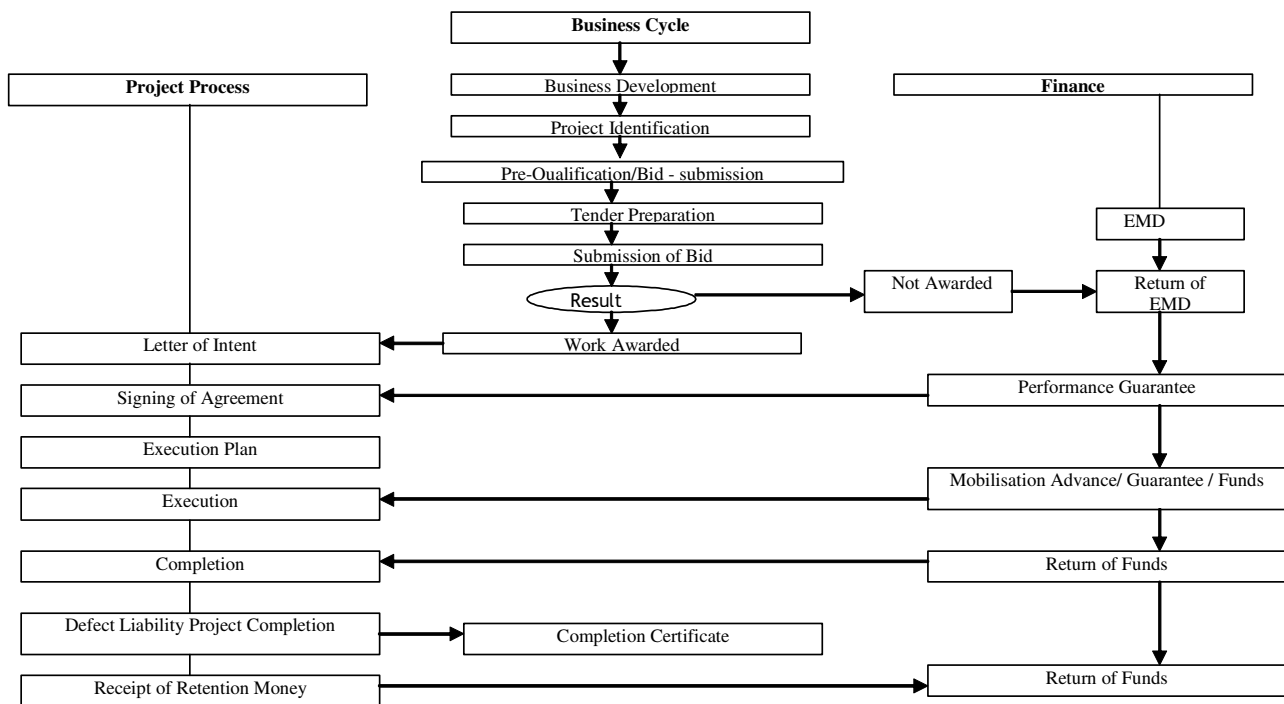 Business Cycle
Project Process
Business Development
Finance
Project Identification
Pre-Qualification/Bid - submission
Tender Preparation
EMD
Submission of Bid
Result
Not Awarded
Return of
EMD
Letter of Intent
Work Awarded
Signing of Agreement
Performance Guarantee
Execution Plan
Execution
Mobilisation Advance/ Guarantee / Funds
Completion
Return of Funds
Defect Liability Project Completion
Completion Certificate
Receipt of Retention Money
Return of Funds